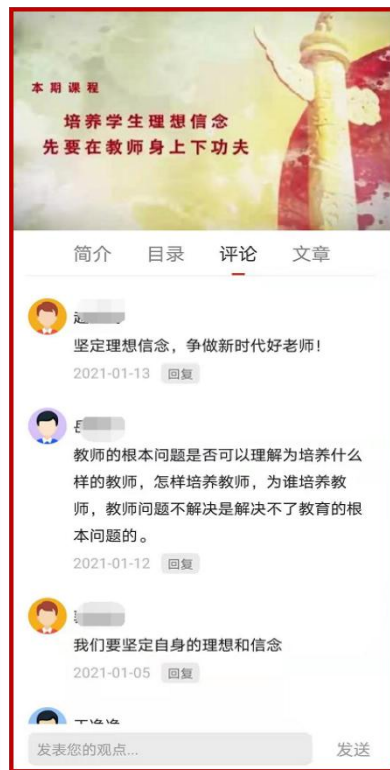 本期课程
培养学生理想信念
先要在教师身上下功夫
简介 目录 评论 文章
坚定理想信念，争做新时代好老师！
2021-01-13 回复
教师的根本问题是否可以理解为培养什么
样的教师，怎样培养教师，为谁培养教
师，教师问题不解决是解决不了教育的根
本问题的。
2021-01-12 回复
我们要坚定自身的理想和信念
2021-01-05 回复
发表您的观点... 发送